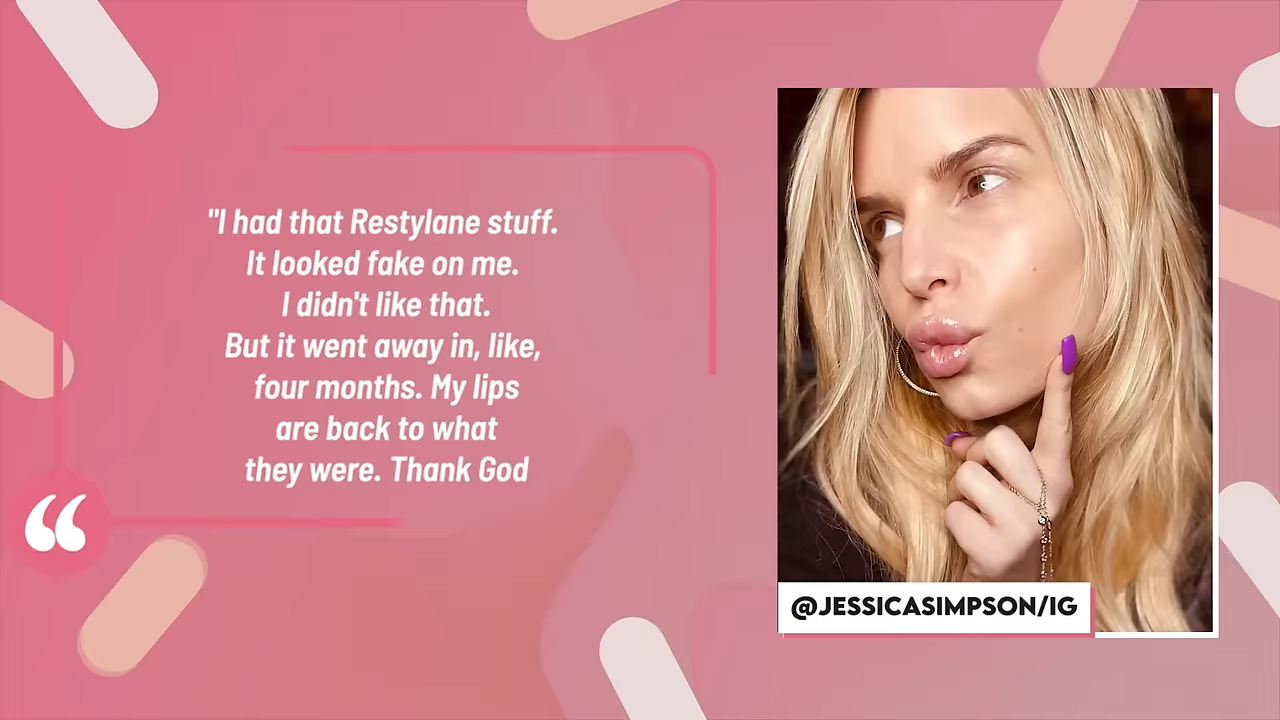 "I had that Restylane stuff.
It looked fake on me.
I didn't like that.
But it went away in, like,
four months. My lips
are back to what
they were. Thank God
@JESSICASIMPSON/IG